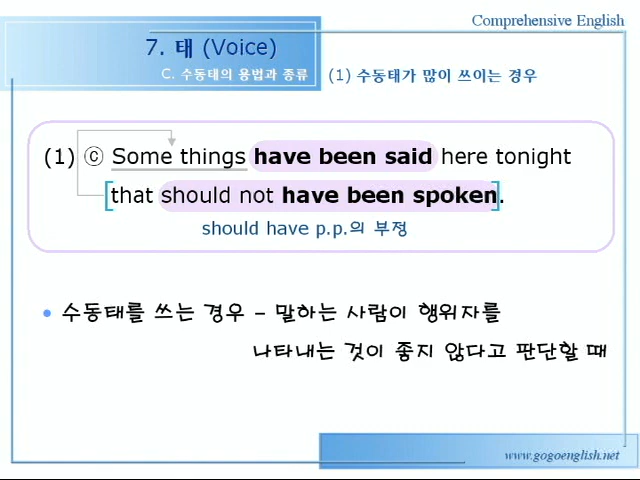 Comprehensive English
7. 태 (Voice)
C. 수동태의 용법과 종류
(1) 수동태가 많이 쓰이는 경우
(1) ⓒ Some things have been said here tonight
[that should not have been spoken].
should have p.p.의 부정
• 수동태를 쓰는 경우 – 말하는 사람이 행위자를
나타내는 것이 좋지 않다고 판단할 때
www.gogoenglish.net